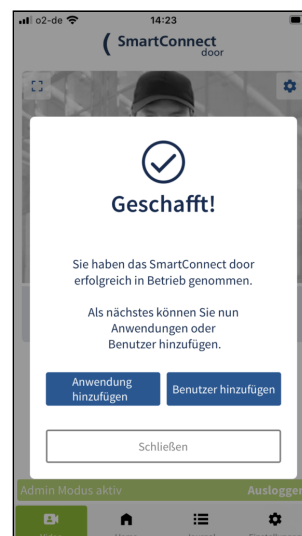 o2-de 14:23
SmartConnect
door
Geschafft!
Sie haben das SmartConnect door
erfolgreich in Betrieb genommen.
Als nächstes können Sie nun
Anwendungen oder
Benutzer hinzufügen.
Anwendung
hinzufügen
Benutzer hinzufügen
Schließen
Admin Modus aktiv Auslogge